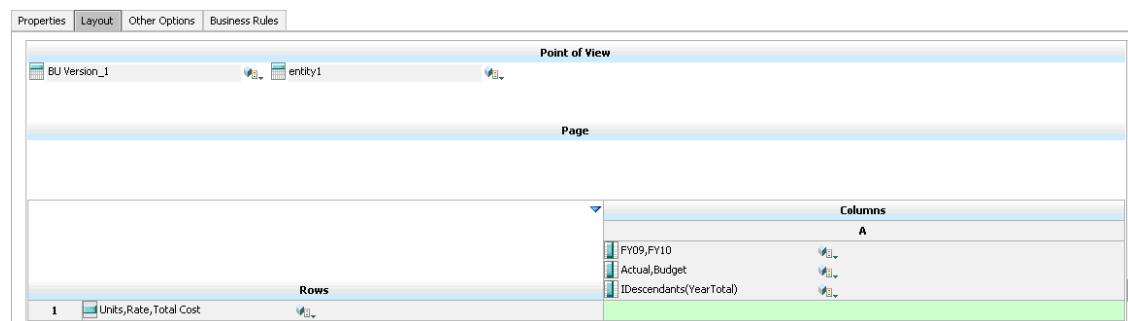 Properties Layout Other Options Business Rules
Point of View
BU Version_1 entity1
Page
Columns
A
FY09,FY10
Actual,Budget
Rows IDescendants(YearTotal)
1 Units,Rate,Total Cost